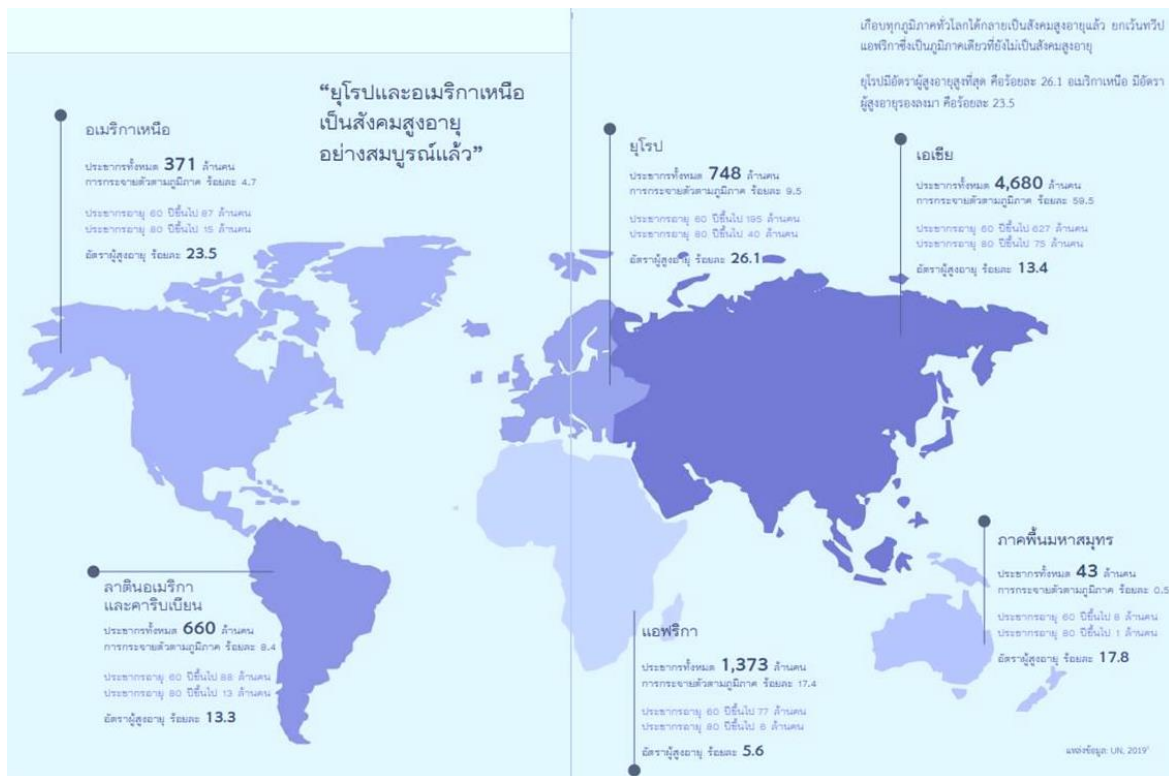 เกือบทุกภูมิภาคทั่วโลกได้กลายเป็นสังคมสูงอายุแล้ว ยกเว้นทวีป
แอฟริกาซึ่งเป็นภูมิภาคเดียวที่ยังไม่เป็นสังคมสูงอายุ
ยุโรปมีอัตราผู้สูงอายุสูงที่สุด คือร้อยละ 26.1 อเมริกาเหนือ มีอัตรา
ผู้สูงอายุรองลงมา คือร้อยละ 23.5
“ยุโรปและอเมริกาเหนือ
เป็นสังคมสูงอายุ
อย่างสมบูรณ์แล้ว”
อเมริกาเหนือ
ประชากรทั้งหมด 371 ล้านคน
การกระจายตัวตามภูมิภาค ร้อยละ 4.7
ประชากรอายุ 60 ปีขึ้นไป 87 ล้านคน
ประชากรอายุ 80 ปีขึ้นไป 15 ล้านคน
อัตราผู้สูงอายุ ร้อยละ 23.5
ยุโรป
ประชากรทั้งหมด 748 ล้านคน
การกระจายตัวตามภูมิภาค ร้อยละ 9.5
ประชากรอายุ 60 ปีขึ้นไป 195 ล้านคน
ประชากรอายุ 80 ปีขึ้นไป 40 ล้านคน
อัตราผู้สูงอายุ ร้อยละ 26.1
เอเชีย
ประชากรทั้งหมด 4,680 ล้านคน
การกระจายตัวตามภูมิภาค ร้อยละ 59.5
ประชากรอายุ 60 ปีขึ้นไป 627 ล้านคน
ประชากรอายุ 80 ปีขึ้นไป 75 ล้านคน
อัตราผู้สูงอายุ ร้อยละ 13.4
ลาตินอเมริกา
และคาริบเบียน
ประชากรทั้งหมด 660 ล้านคน
การกระจายตัวตามภูมิภาค ร้อยละ 8.4
ประชากรอายุ 60 ปีขึ้นไป 88 ล้านคน
ประชากรอายุ 80 ปีขึ้นไป 13 ล้านคน
อัตราผู้สูงอายุ ร้อยละ 13.3
แอฟริกา
ประชากรทั้งหมด 1,373 ล้านคน
การกระจายตัวตามภูมิภาค ร้อยละ 17.4
ประชากรอายุ 60 ปีขึ้นไป 77 ล้านคน
ประชากรอายุ 80 ปีขึ้นไป 6 ล้านคน
อัตราผู้สูงอายุ ร้อยละ 5.6
ภาคพื้นมหาสมุทร
ประชากรทั้งหมด 43 ล้านคน
การกระจายตัวตามภูมิภาค ร้อยละ 0.5
ประชากรอายุ 60 ปีขึ้นไป 8 ล้านคน
ประชากรอายุ 80 ปีขึ้นไป 1 ล้านคน
อัตราผู้สูงอายุ ร้อยละ 17.8
แหล่งข้อมูล: UN, 2019¹